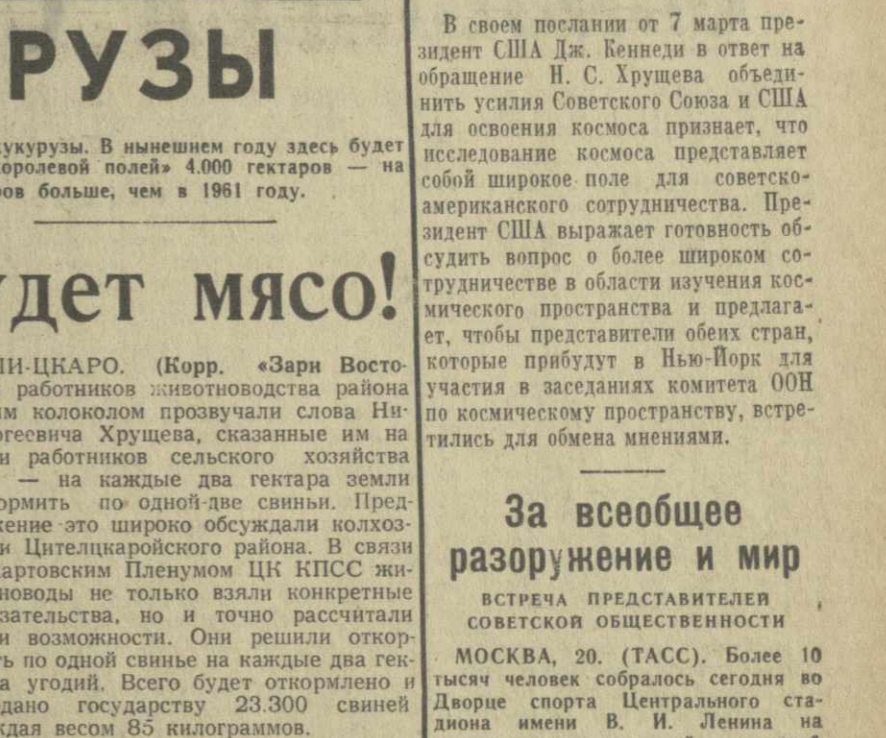 РУЗЫ
укурузы. В нынешнем году здесь будет
оролевой полей» 4.000 гектаров — на
ров больше, чем в 1961 году.
удет мясо!
ЛИ-ЦКАРО. (Корр. «Зари Восто-
работников животноводства района
им колоколом прозвучали слова Ни-
ргеевича Хрущева, сказанные им на
и работников сельского хозяйства
— на каждые два гектара земли
ормить по одной-две свиньи. Пред-
жение это широко обсуждали колхоз-
и Цителцкаройского района. В связи
артовским Пленумом ЦК КПСС жи-
новоды не только взяли конкретные
зательства, но и точно рассчитали
и возможности. Они решили откор-
ть по одной свинье на каждые два гек-
а угодий. Всего будет откормлено и
дано государству 23.300 свиней
ждая весом 85 килограммов.
В своем послании от 7 марта пре-
зидент США Дж. Кеннеди в ответ на
обращение Н. С. Хрущева объеди-
нить усилия Советского Союза и США
для освоения космоса признает, что
исследование космоса представляет
собой широкое поле для советско-
американского сотрудничества. Пре-
зидент США выражает готовность об-
судить вопрос о более широком со-
трудничестве в области изучения кос-
мического пространства и предлага-
ет, чтобы представители обеих стран,
которые прибудут в Нью-Йорк для
участия в заседаниях комитета ООН
по космическому пространству, встре-
тились для обмена мнениями.
За всеобщее
разоружение и мир
ВСТРЕЧА ПРЕДСТАВИТЕЛЕЙ
СОВЕТСКОЙ ОБЩЕСТВЕННОСТИ
МОСКВА, 20. (ТАСС). Более 10
тысяч человек собралось сегодня во
Дворце спорта Центрального ста-
диона имени В. И. Ленина на